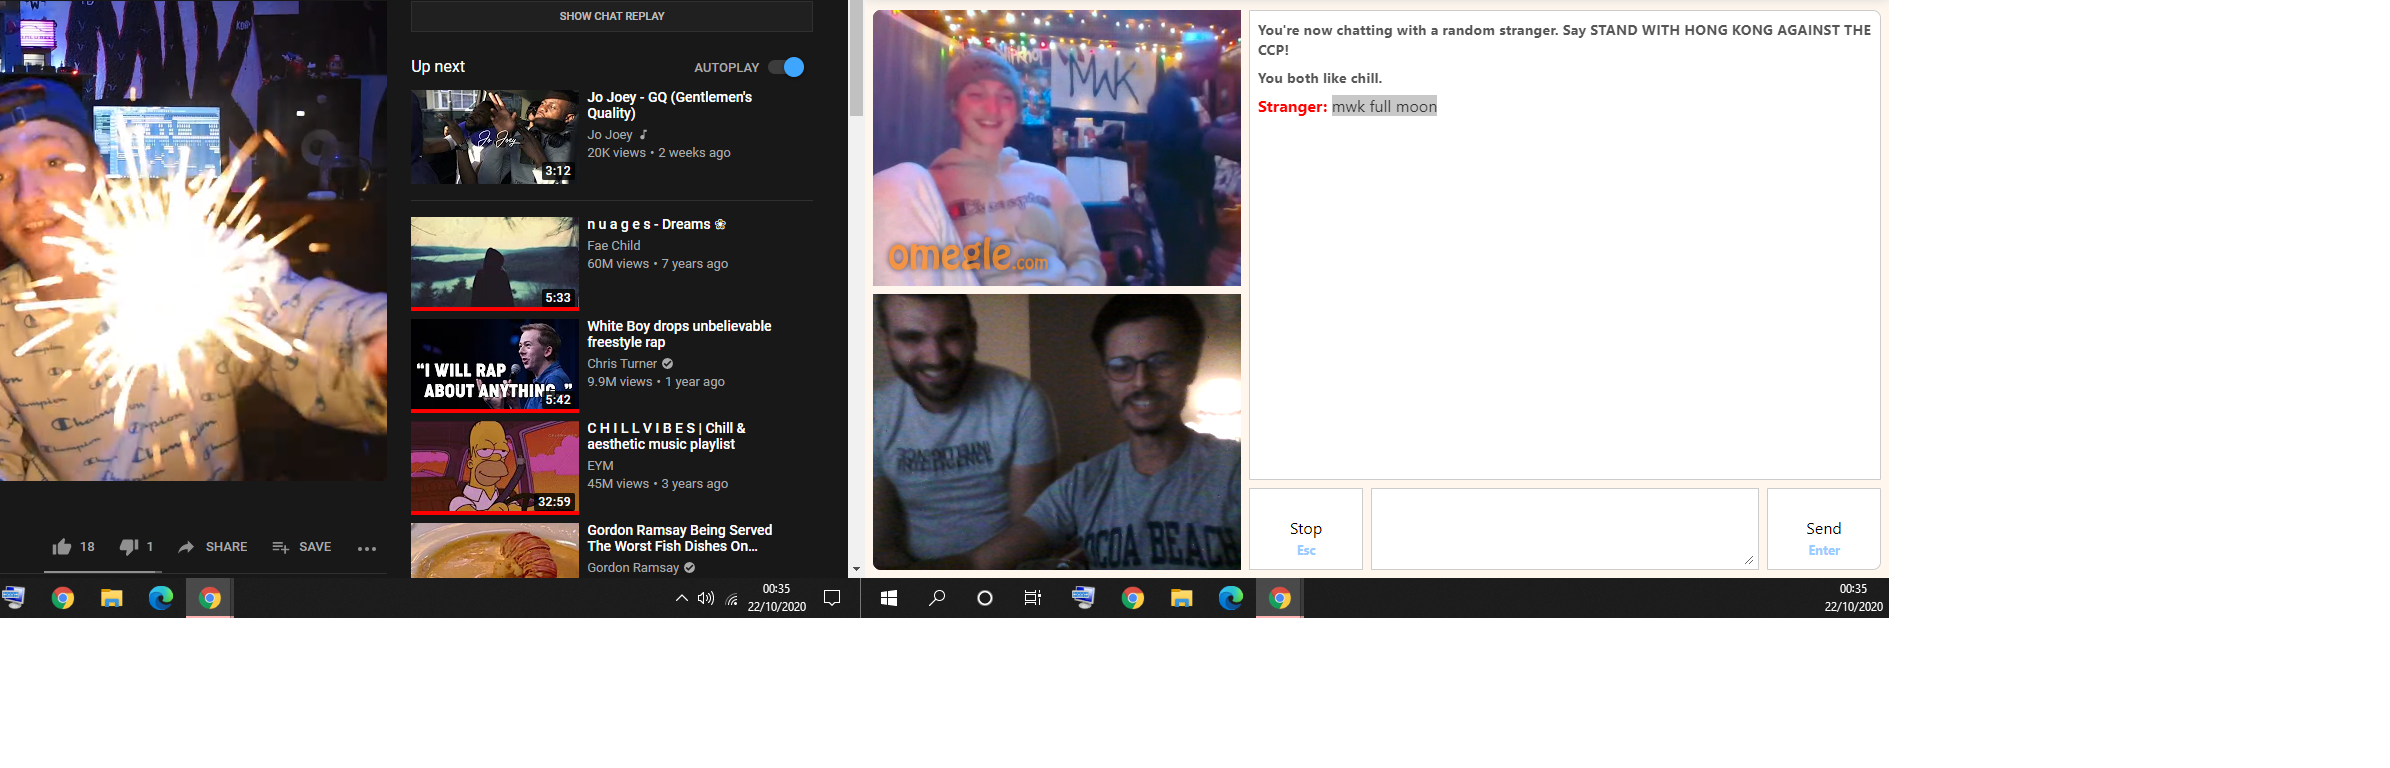 SHOW CHAT REPLAY
Up next
AUTOPLAY
Jo Joey - GQ (Gentlemen's
Quality)
Jo Joey
20K views • 2 weeks ago
Jo Joey
3:12
n u a g e s - Dreams ❀
Fae Child
60M views • 7 years ago
5:33
White Boy drops unbelievable
freestyle rap
Chris Turner
9.9M views • 1 year ago
“I WILL RAP
ABOUT ANYTHING..”
5:42
C H I L L V I B E S | Chill &
aesthetic music playlist
EYM
45M views • 3 years ago
32:59
Gordon Ramsay Being Served
The Worst Fish Dishes On...
Gordon Ramsay
Champion
18
1
SHARE
SAVE
00:35
22/10/2020
MWK
Champion
omegle.com
COCOA BEACH
You're now chatting with a random stranger. Say STAND WITH HONG KONG AGAINST THE
CCP!
You both like chill.
Stranger: mwk full moon
Stop
Esc
Send
Enter
00:35
22/10/2020